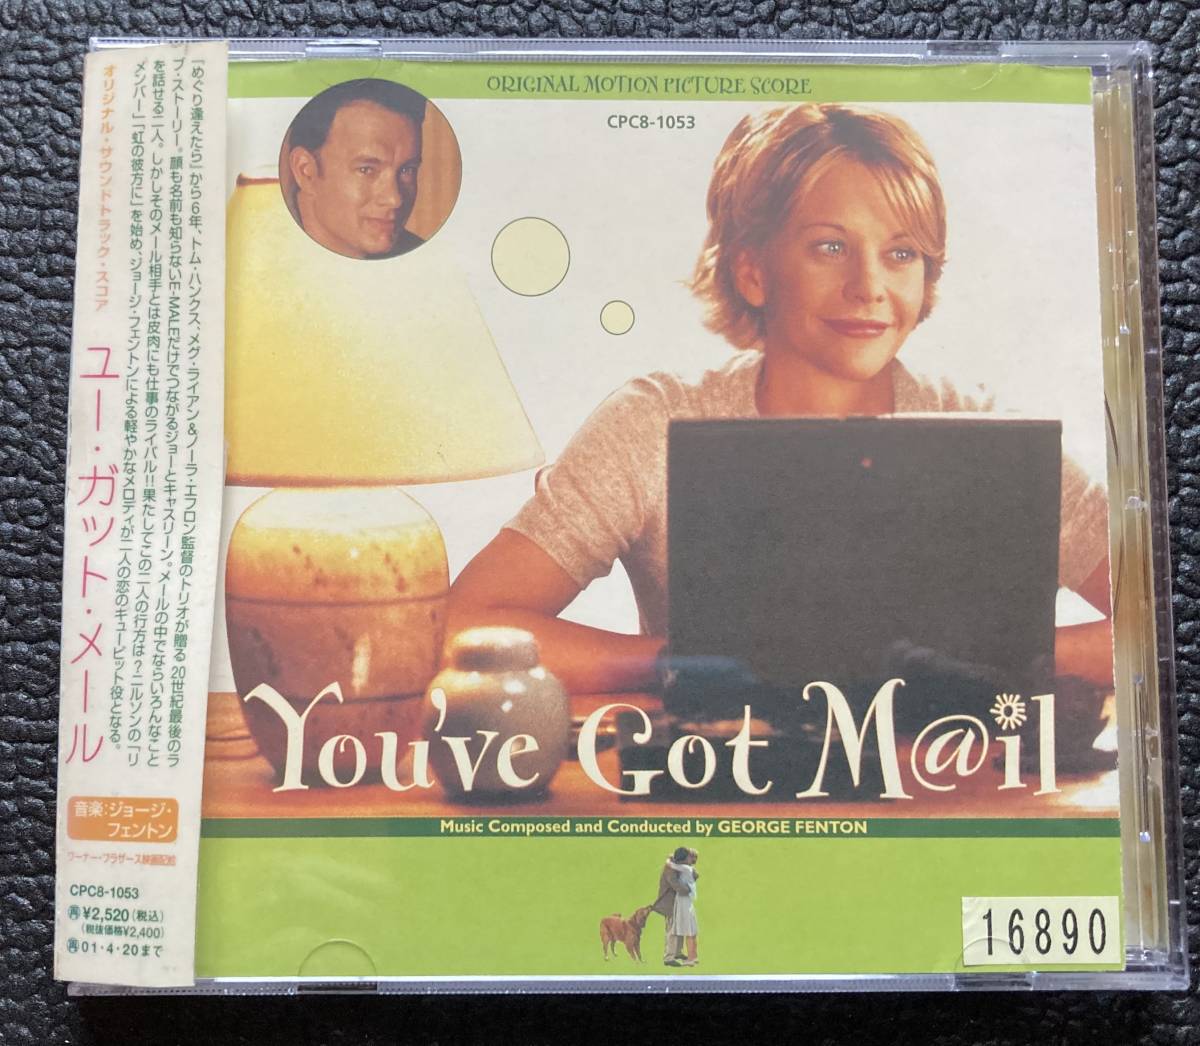 ORIGINAL MOTION PICTURE SCORE
CPC8-1053
You've Got M@il
Music Composed and Conducted by GEORGE FENTON
16890
『めぐり逢えたら』から6年、トム・ハンクス、メグ・ライアン&ノーラ・エフロン監督のトリオが贈る20世紀最後のラ
ブ・ストーリー。顔も名前も知らないE-MALEだけでつながるジョーとキャスリーン。メールの中でならいろんなこと
を話せる二人。しかしそのメール相手とは皮肉にも仕事のライバル!!果たしてこの二人の行方は?ニルソンの「リ
メンバー」「虹の彼方に」を始め、ジョージ・フェントンによる軽やかなメロディが二人の恋のキューピット役となる。
オリジナル・サウンドトラック・スコア
ユー・ガット・メール
音楽:ジョージ・
フェントン
ワーナー・ブラザース映画配給
CPC8-1053
再¥2,520(税込)
(税抜価格¥2,400)
再01・4・20まで